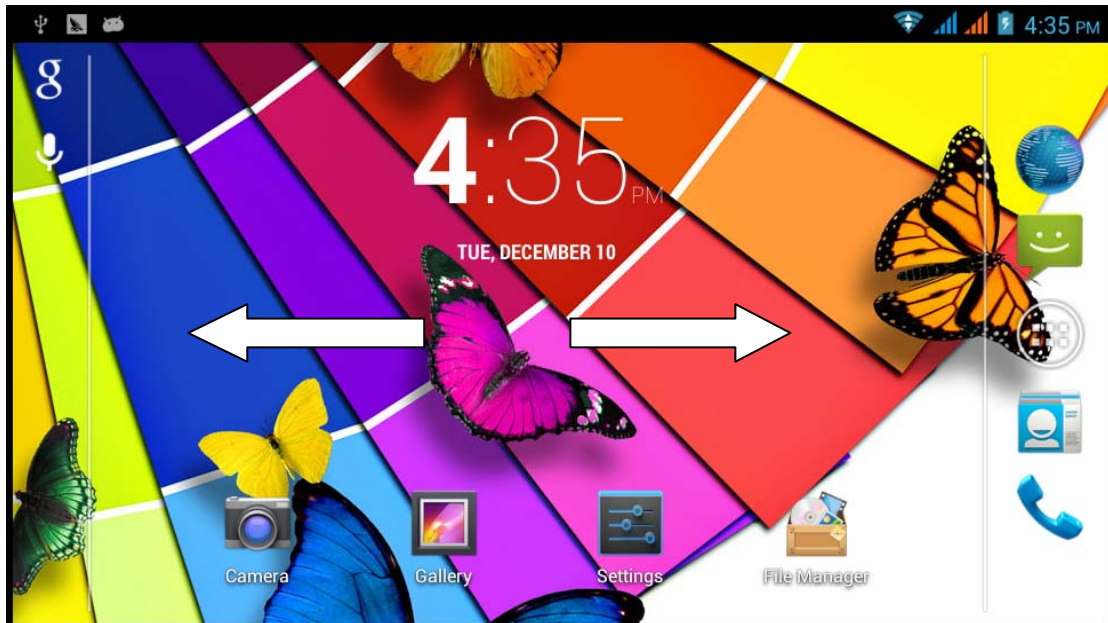 4:35 PM
g
4:35 PM
TUE, DECEMBER 10
Camera
Gallery
Settings
File Manager